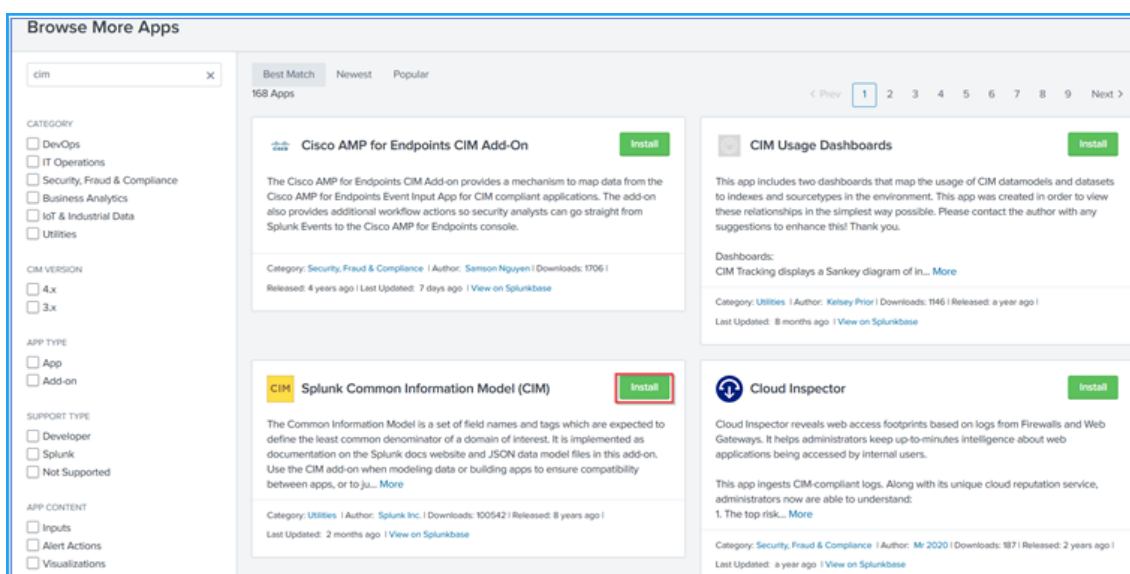 Browse More Apps
cim
CATEGORY
DevOps
IT Operations
Security, Fraud & Compliance
Business Analytics
IoT & Industrial Data
Utilities
CIM VERSION
4.x
3.x
APP TYPE
App
Add-on
SUPPORT TYPE
Developer
Splunk
Not Supported
APP CONTENT
Inputs
Alert Actions
Visualizations
Best Match Newest Popular
168 Apps
< Prev 1 2 3 4 5 6 7 8 9 Next >
Cisco AMP for Endpoints CIM Add-On
Install
The Cisco AMP for Endpoints CIM Add-on provides a mechanism to map data from the
Cisco AMP for Endpoints Event Input App for CIM compliant applications. The add-on
also provides additional workflow actions so security analysts can go straight from
Splunk Events to the Cisco AMP for Endpoints console.
Category: Security, Fraud & Compliance | Author: Samson Nguyen | Downloads: 1706 |
Released: 4 years ago | Last Updated: 7 days ago | View on Splunkbase
CIM Usage Dashboards
Install
This app includes two dashboards that map the usage of CIM datamodels and datasets
to indexes and sourcetypes in the environment. This app was created in order to view
these relationships in the simplest way possible. Please contact the author with any
suggestions to enhance this! Thank you.
Dashboards:
CIM Tracking displays a Sankey diagram of in... More
Category: Utilities | Author: Kelsey Prior | Downloads: 1146 | Released: a year ago |
Last Updated: 8 months ago | View on Splunkbase
CIM
Splunk Common Information Model (CIM)
Install
The Common Information Model is a set of field names and tags which are expected to
define the least common denominator of a domain of interest. It is implemented as
documentation on the Splunk docs website and JSON data model files in this add-on.
Use the CIM add-on when modeling data or building apps to ensure compatibility
between apps, or to ju... More
Category: Utilities | Author: Splunk Inc. | Downloads: 100542 | Released: 8 years ago |
Last Updated: 2 months ago | View on Splunkbase
Cloud Inspector
Install
Cloud Inspector reveals web access footprints based on logs from Firewalls and Web
Gateways. It helps administrators keep up-to-minutes intelligence about web
applications being accessed by internal users.
This app ingests CIM-compliant logs. Along with its unique cloud reputation service,
administrators now are able to understand:
1. The top risk... More
Category: Security, Fraud & Compliance | Author: Mr 2020 | Downloads: 187 | Released: 2 years ago |
Last Updated: a year ago | View on Splunkbase